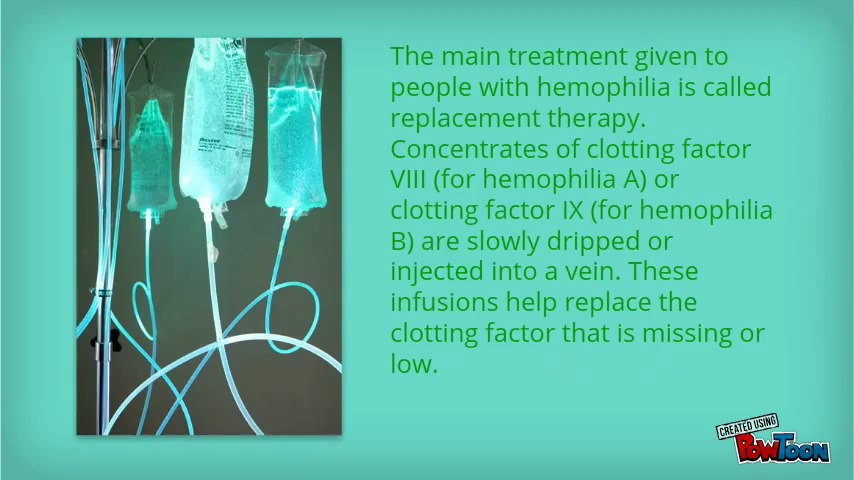 The main treatment given to
people with hemophilia is called
replacement therapy.
Concentrates of clotting factor
VIII (for hemophilia A) or
clotting factor IX (for hemophilia
B) are slowly dripped or
injected into a vein. These
infusions help replace the
clotting factor that is missing or
low.
Baxter
CREATED USING
POWTOON